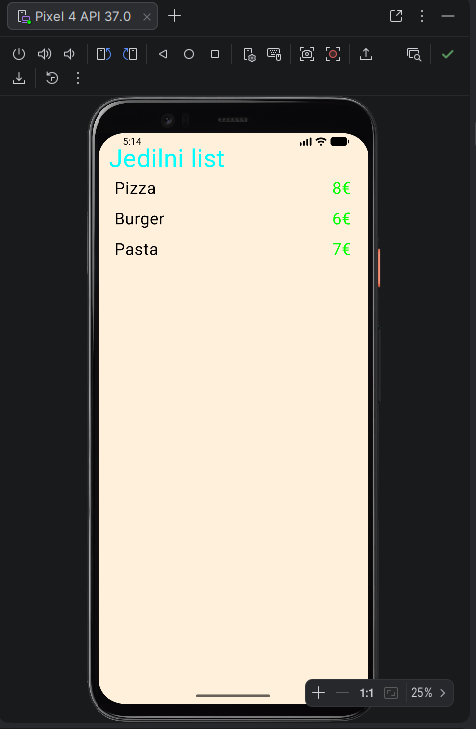 Pixel 4 API 37.0
5:14
Jedilni list
Pizza 8€
Burger 6€
Pasta 7€
1:1 25%